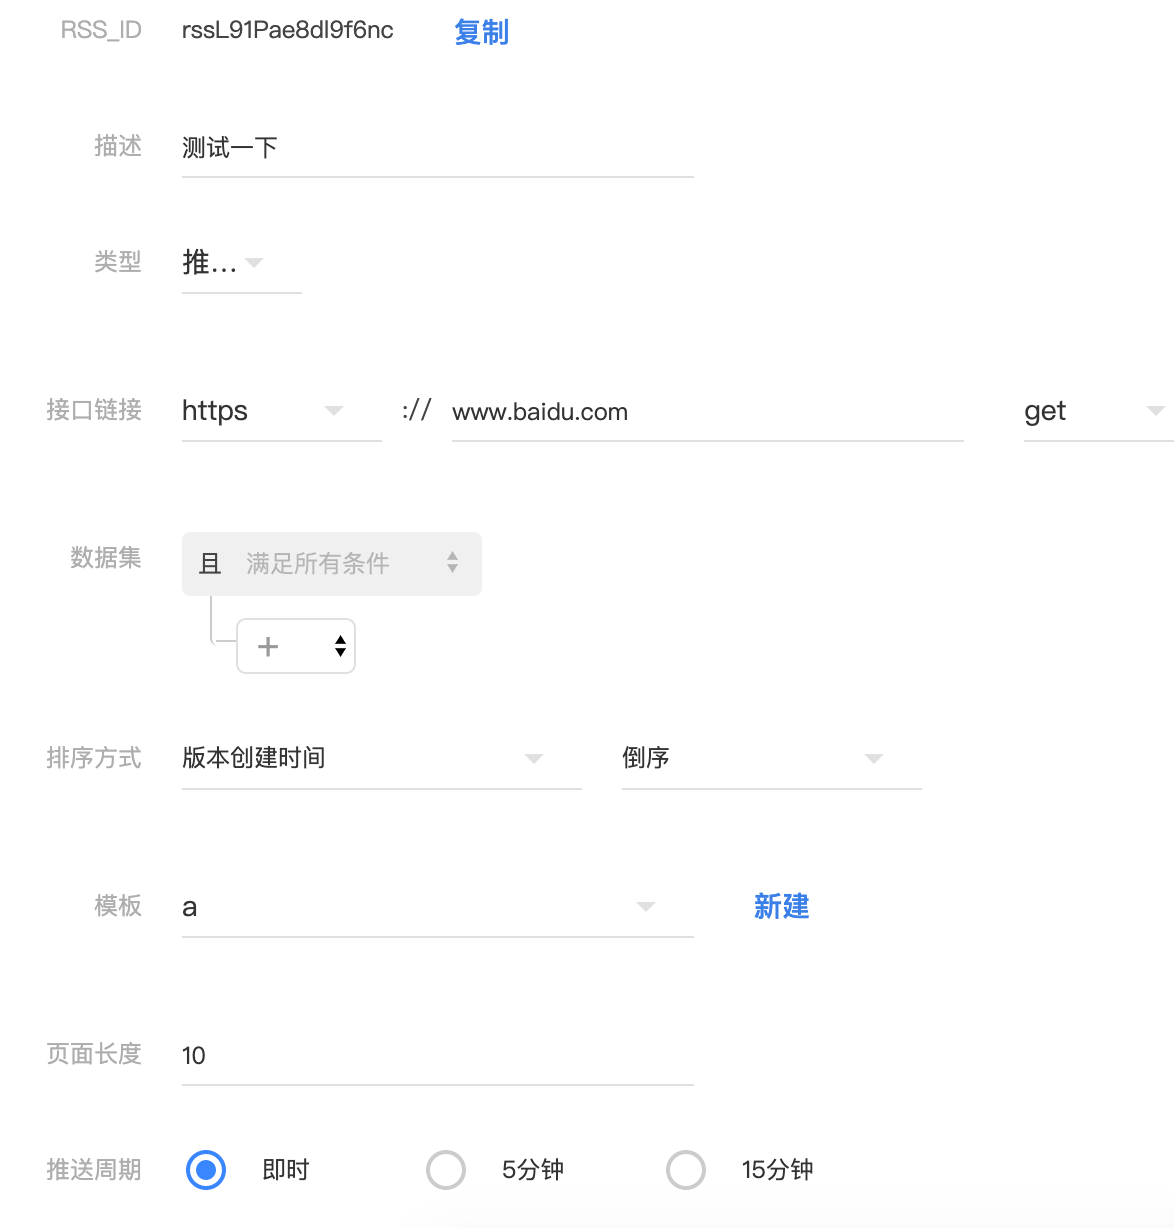 RSS_ID rssL91Pae8dl9f6nc 复制
描述 测试一下
类型 推...
接口链接 https :// www.baidu.com get
数据集 且 满足所有条件
+
排序方式 版本创建时间 倒序
模板 a 新建
页面长度 10
推送周期 即时 5分钟 15分钟